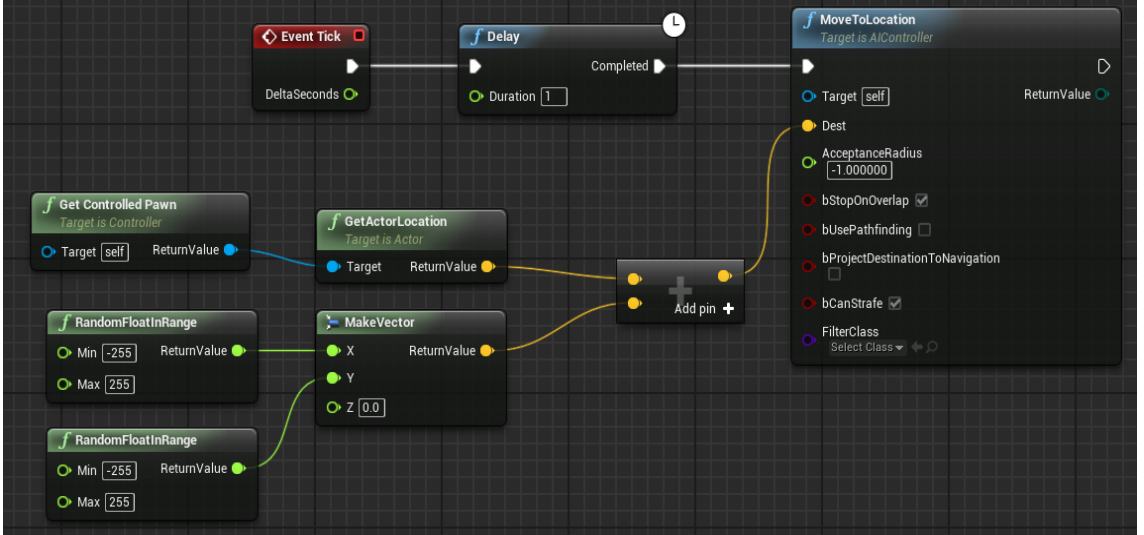 Event Tick
DeltaSeconds
f Delay
Completed
Duration 1
f MoveToLocation
Target is AIController
Target self
ReturnValue
Dest
AcceptanceRadius
-1.000000
bStopOnOverlap
bUsePathfinding
bProjectDestinationToNavigation
bCanStrafe
FilterClass
Select Class
f Get Controlled Pawn
Target is Controller
Target self ReturnValue
f GetActorLocation
Target is Actor
Target ReturnValue
Add pin +
f RandomFloatInRange
Min -255 ReturnValue
Max 255
MakeVector
X ReturnValue
Y
Z 0.0
f RandomFloatInRange
Min -255 ReturnValue
Max 255